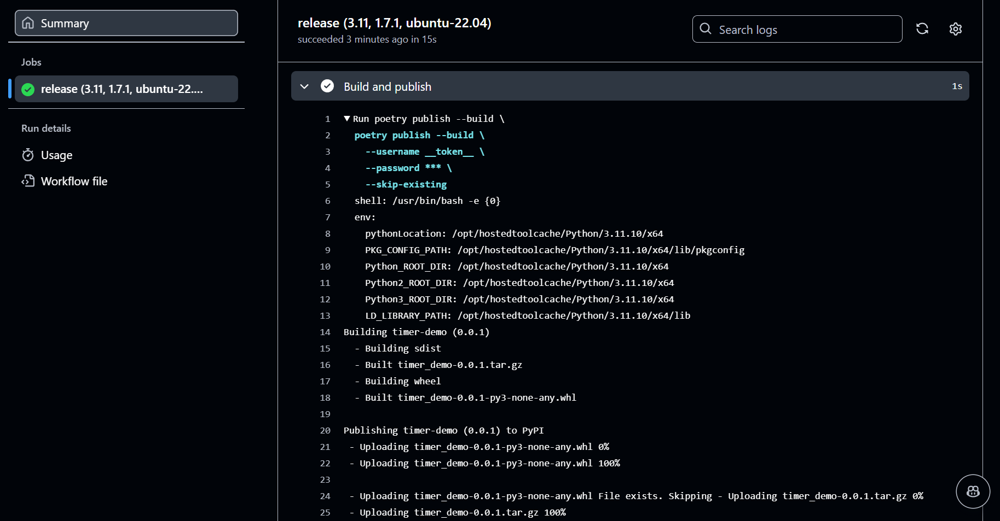 Summary
Jobs
release (3.11, 1.7.1, ubuntu-22....
Run details
Usage
Workflow file
release (3.11, 1.7.1, ubuntu-22.04)
succeeded 3 minutes ago in 15s
Search logs
Build and publish 1s
1 ▼ Run poetry publish --build \
2 poetry publish --build \
3 --username __token__ \
4 --password *** \
5 --skip-existing
6 shell: /usr/bin/bash -e {0}
7 env:
8 pythonLocation: /opt/hostedtoolcache/Python/3.11.10/x64
9 PKG_CONFIG_PATH: /opt/hostedtoolcache/Python/3.11.10/x64/lib/pkgconfig
10 Python_ROOT_DIR: /opt/hostedtoolcache/Python/3.11.10/x64
11 Python2_ROOT_DIR: /opt/hostedtoolcache/Python/3.11.10/x64
12 Python3_ROOT_DIR: /opt/hostedtoolcache/Python/3.11.10/x64
13 LD_LIBRARY_PATH: /opt/hostedtoolcache/Python/3.11.10/x64/lib
14 Building timer-demo (0.0.1)
15 - Building sdist
16 - Built timer_demo-0.0.1.tar.gz
17 - Building wheel
18 - Built timer_demo-0.0.1-py3-none-any.whl
19
20 Publishing timer-demo (0.0.1) to PyPI
21 - Uploading timer_demo-0.0.1-py3-none-any.whl 0%
22 - Uploading timer_demo-0.0.1-py3-none-any.whl 100%
23
24 - Uploading timer_demo-0.0.1-py3-none-any.whl File exists. Skipping - Uploading timer_demo-0.0.1.tar.gz 0%
25 - Uploading timer_demo-0.0.1.tar.gz 100%